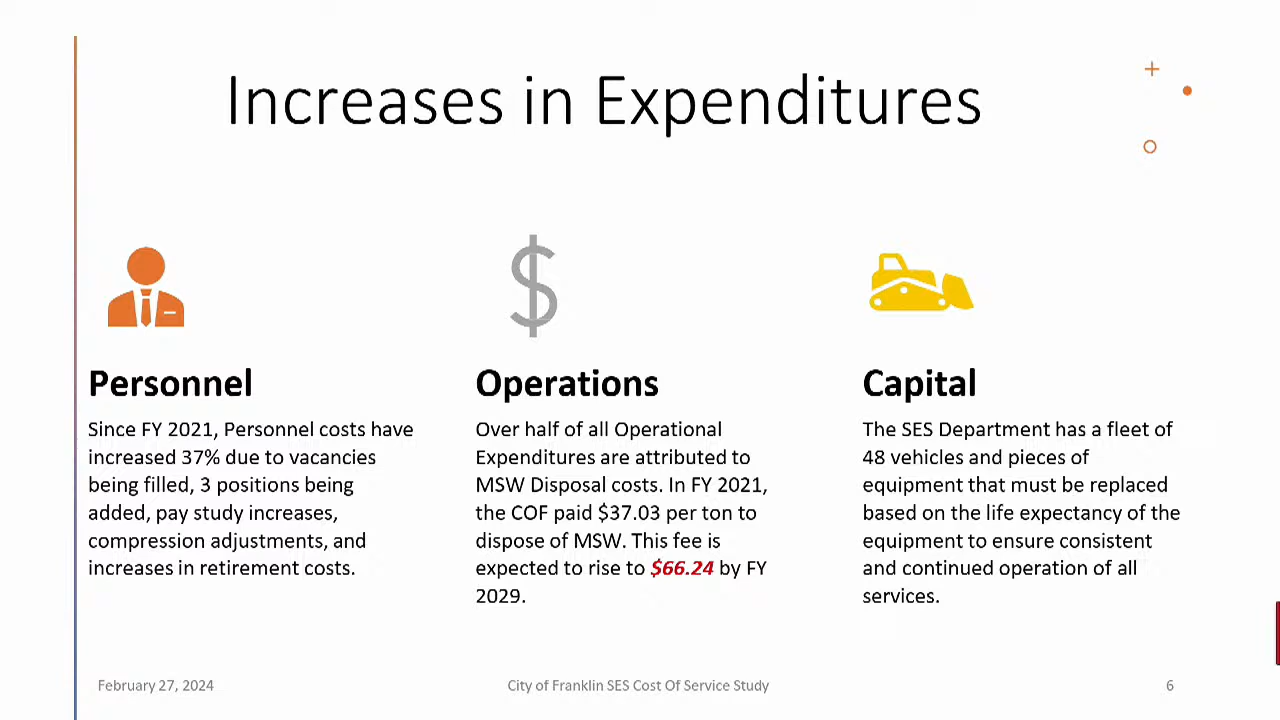 Increases in Expenditures
Personnel
Since FY 2021, Personnel costs have
increased 37% due to vacancies
being filled, 3 positions being
added, pay study increases,
compression adjustments, and
increases in retirement costs.
Operations
Over half of all Operational
Expenditures are attributed to
MSW Disposal costs. In FY 2021,
the COF paid $37.03 per ton to
dispose of MSW. This fee is
expected to rise to $66.24 by FY
2029.
Capital
The SES Department has a fleet of
48 vehicles and pieces of
equipment that must be replaced
based on the life expectancy of the
equipment to ensure consistent
and continued operation of all
services.
February 27, 2024
City of Franklin SES Cost Of Service Study
6